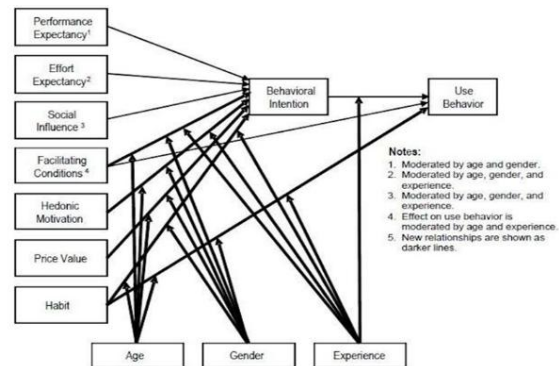 Performance
Expectancy¹
Effort
Expectancy²
Social
Influence ³
Facilitating
Conditions ⁴
Hedonic
Motivation
Price Value
Habit
Behavioral
Intention
Use
Behavior
Notes:
1. Moderated by age and gender.
2. Moderated by age, gender, and
experience.
3. Moderated by age, gender, and
experience.
4. Effect on use behavior is
moderated by age and experience.
5. New relationships are shown as
darker lines.
Age
Gender
Experience